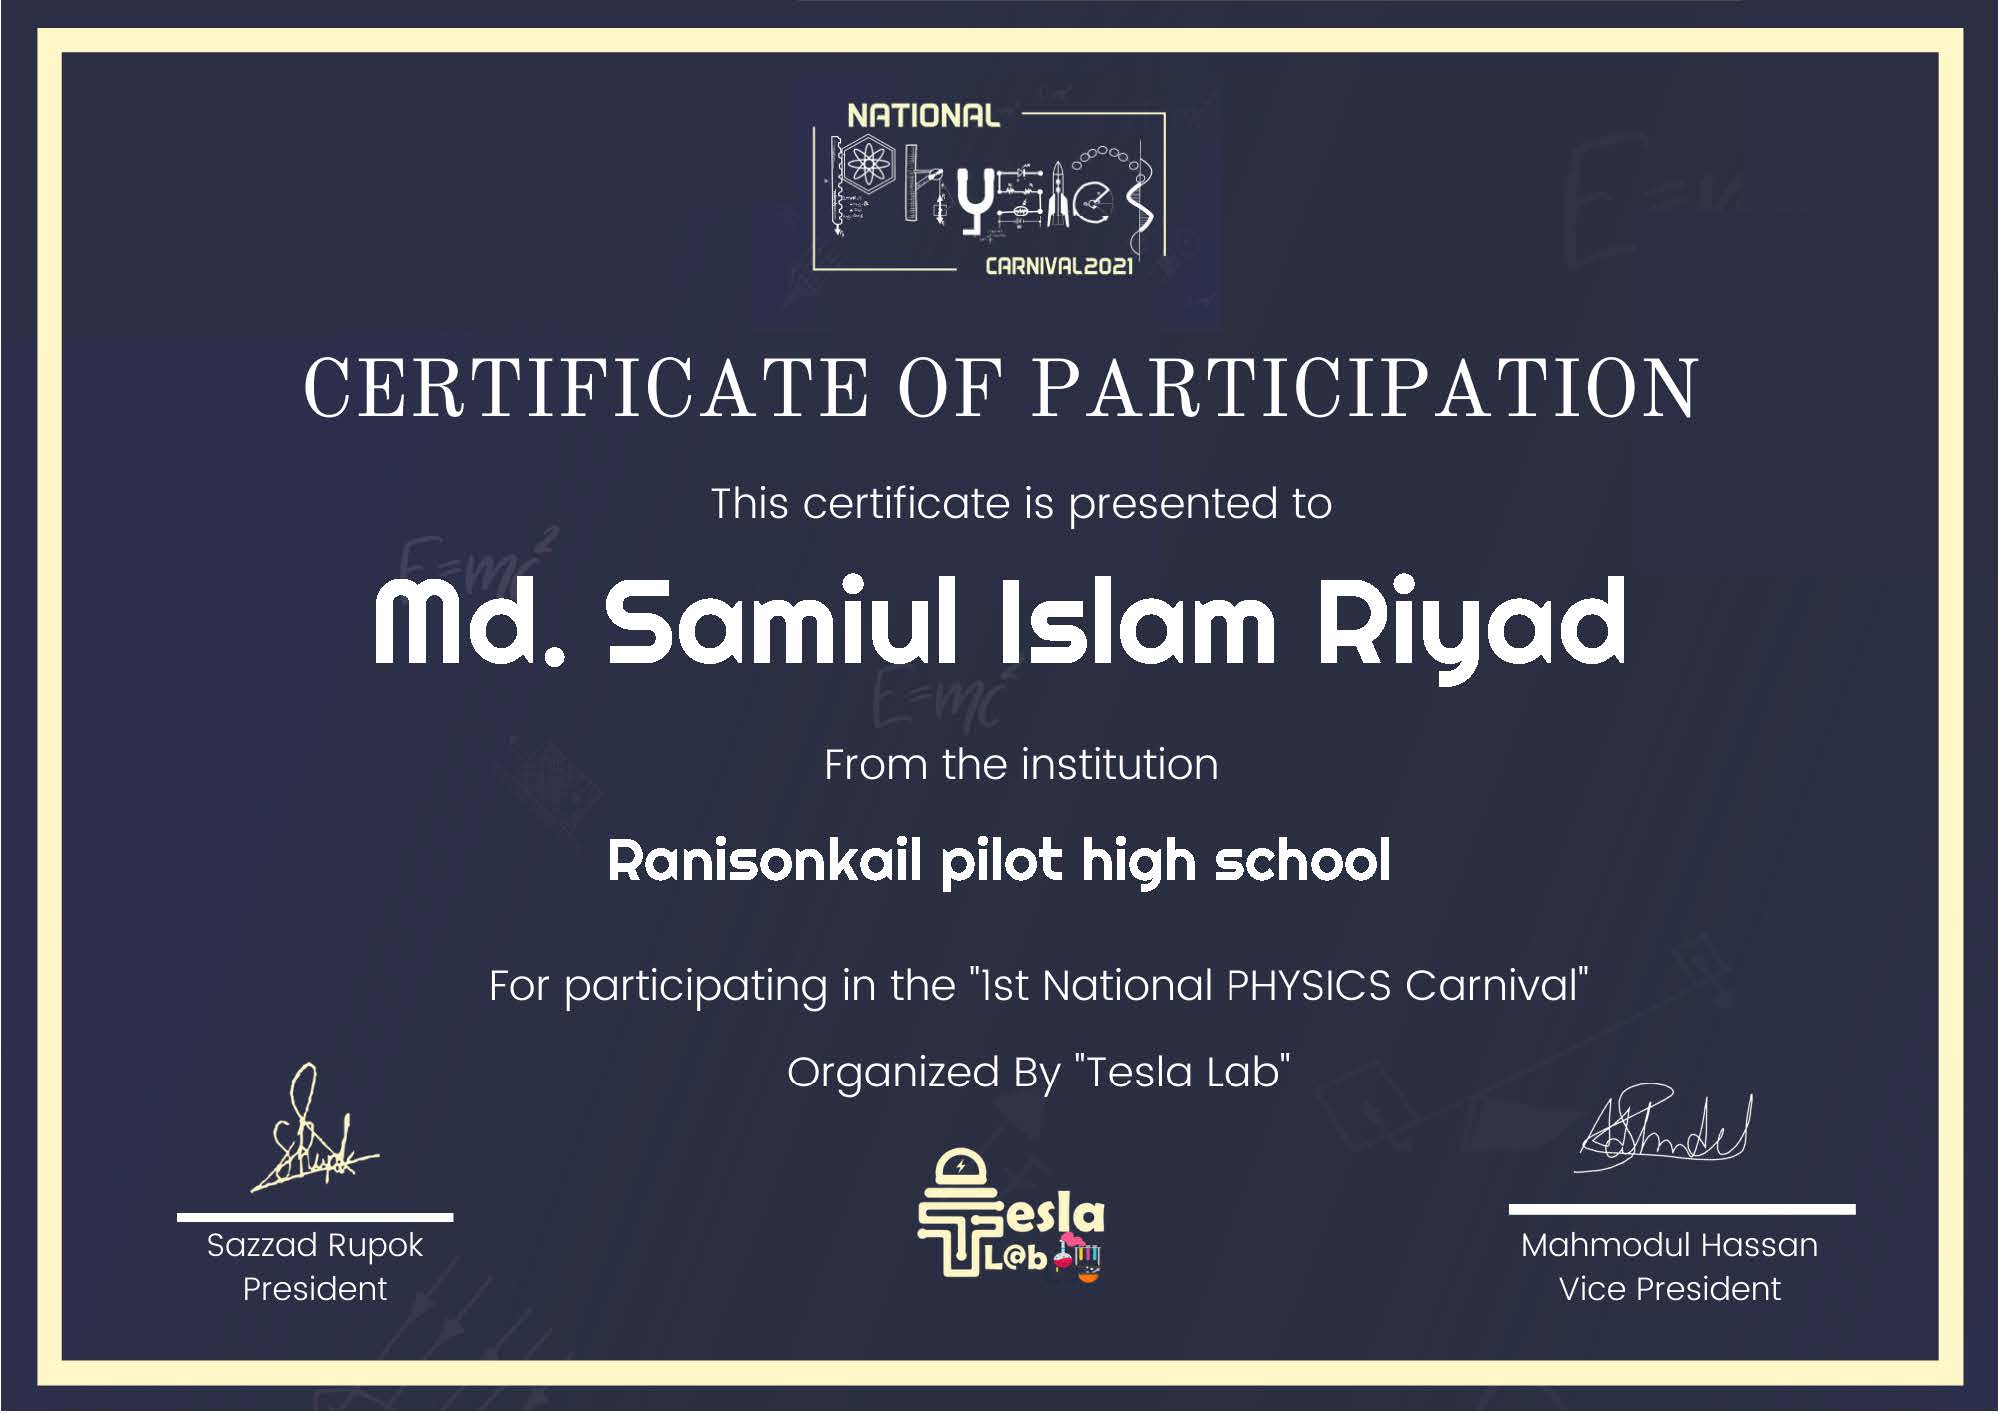 NATIONAL
PhYSICS
CARNIVAL2021
CERTIFICATE OF PARTICIPATION
This certificate is presented to
E=mc²
Md. Samiul Islam Riyad
E=mc²
From the institution
Ranisonkail pilot high school
For participating in the "1st National PHYSICS Carnival"
Organized By "Tesla Lab"
Tesla
L@b
Sazzad Rupok
President
Mahmodul Hassan
Vice President